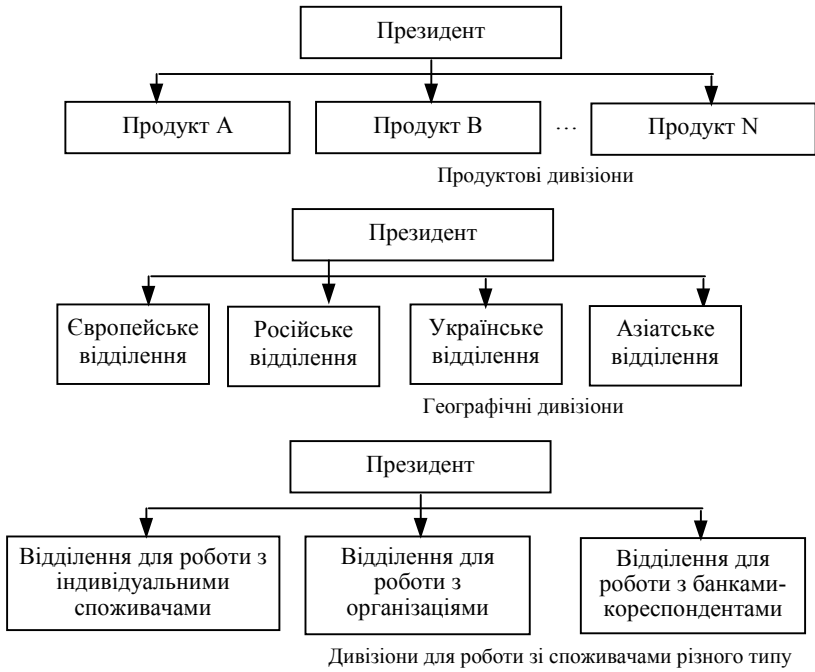 Президент
Продукт А
Продукт В
...
Продукт N
Продуктові дивізіони
Президент
Європейське
відділення
Російське
відділення
Українське
відділення
Азіатське
відділення
Географічні дивізіони
Президент
Відділення для роботи з
індивідуальними
споживачами
Відділення для
роботи з
організаціями
Відділення для
роботи з банками-
кореспондентами
Дивізіони для роботи зі споживачами різного типу